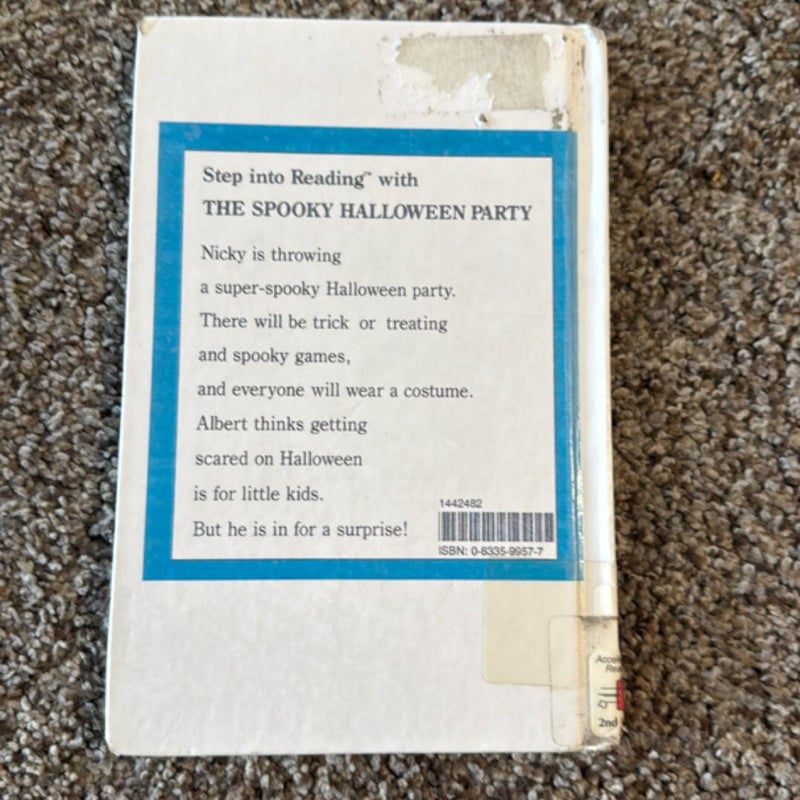 Step into Reading™ with
THE SPOOKY HALLOWEEN PARTY
Nicky is throwing
a super-spooky Halloween party.
There will be trick or treating
and spooky games,
and everyone will wear a costume.
Albert thinks getting
scared on Halloween
is for little kids.
But he is in for a surprise!
1442482
ISBN: 0-8335-9957-7
2nd